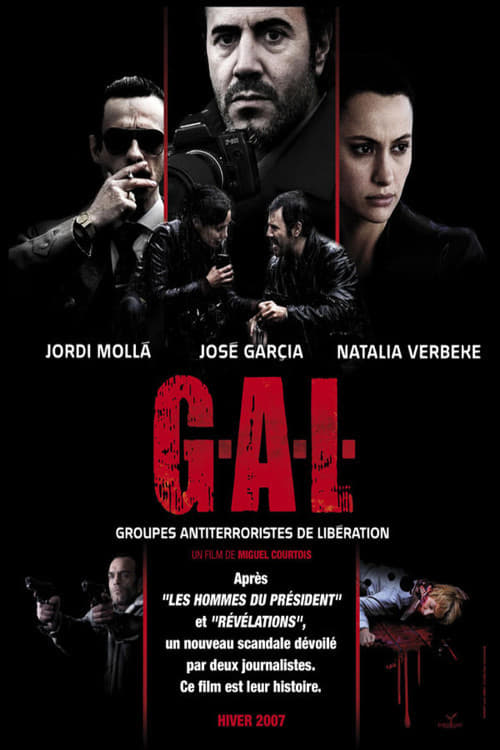 JORDI MOLLÀ
JOSÉ GARÇIA
NATALIA VERBEKE
G·A·L·
GROUPES ANTITERRORISTES DE LIBÉRATION
UN FILM DE MIGUEL COURTOIS
Après
"LES HOMMES DU PRÉSIDENT"
et "RÉVÉLATIONS",
un nouveau scandale dévoilé
par deux journalistes.
Ce film est leur histoire.
HIVER 2007